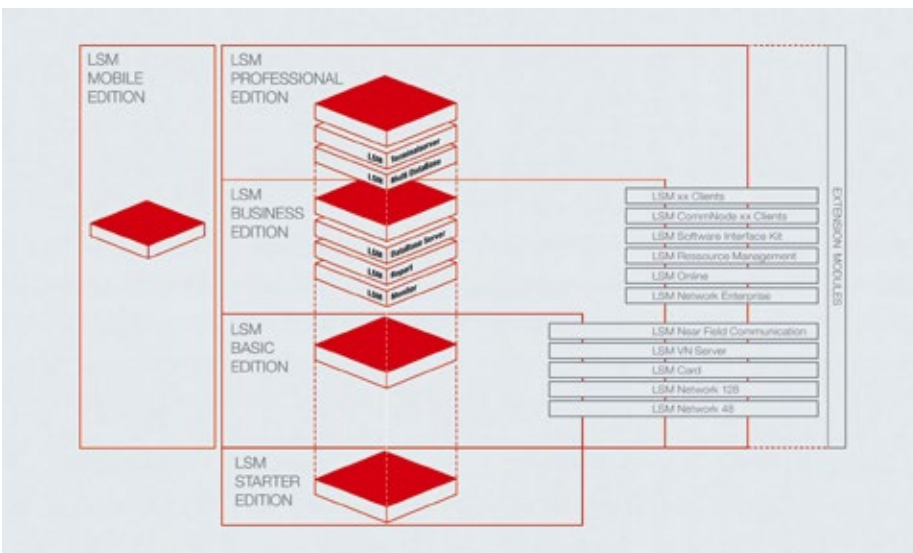 LSM
MOBILE
EDITION
LSM
PROFESSIONAL
EDITION
LSM Terminalserver
LSM Multi DataBase
LSM
BUSINESS
EDITION
LSM DataBase Server
LSM Report
LSM Monitor
LSM
BASIC
EDITION
LSM
STARTER
EDITION
LSM xx Clients
LSM CommNode xx Clients
LSM Software Interface Kit
LSM Ressource Management
LSM Online
LSM Network Enterprise
LSM Near Field Communication
LSM VN Server
LSM Card
LSM Network 128
LSM Network 48
EXTENSION MODULES